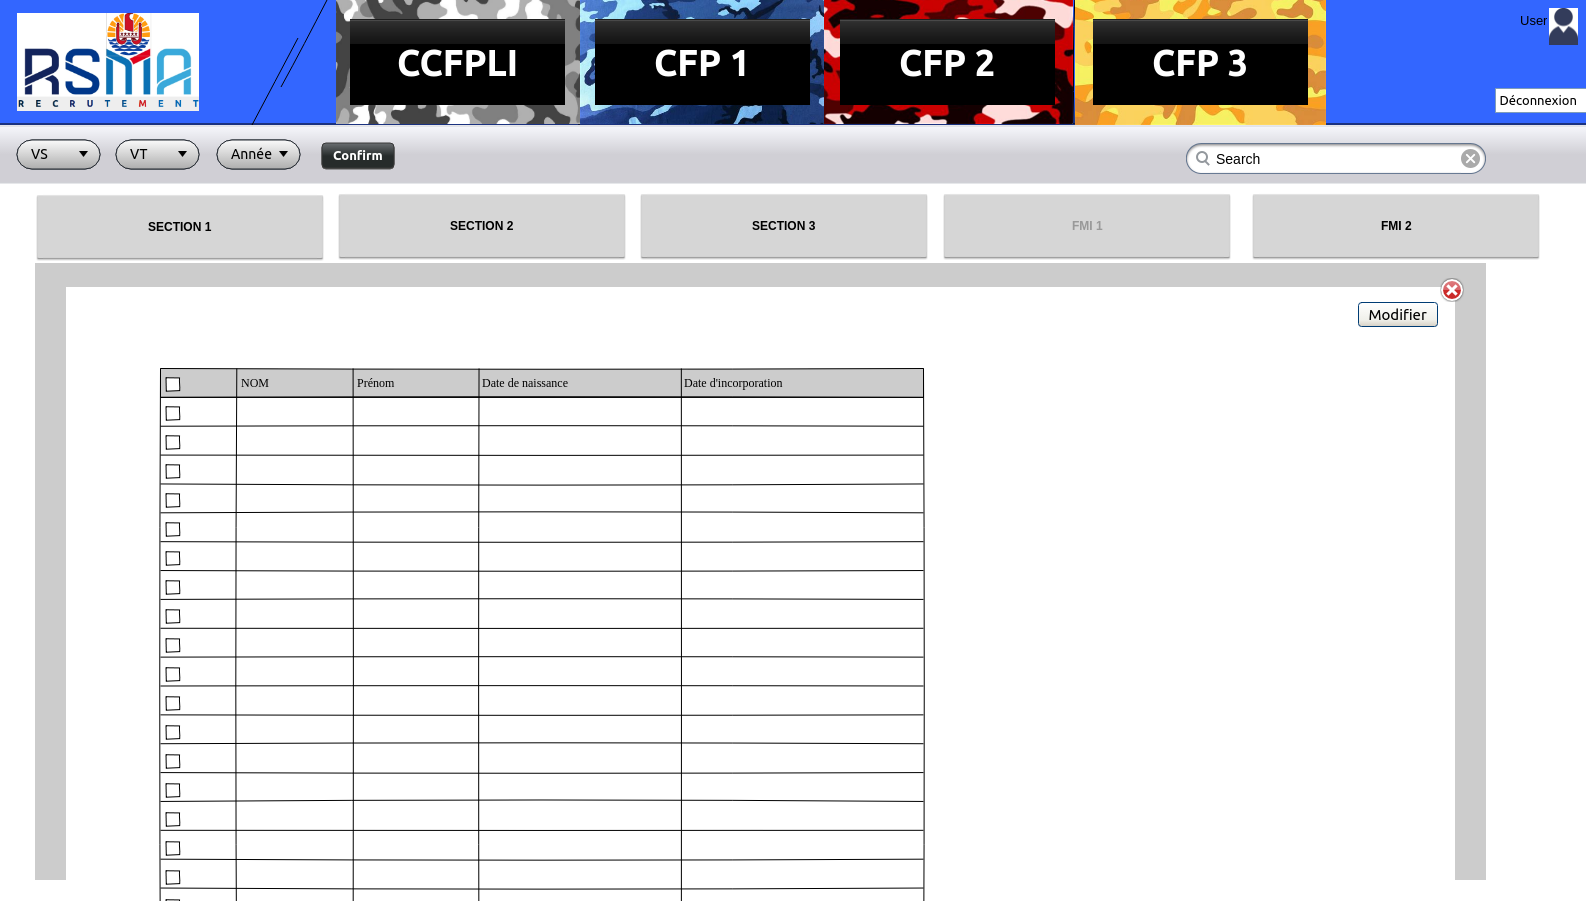 RSMA
RECRUTEMENT
CCFPLI
CFP 1
CFP 2
CFP 3
User
Déconnexion
VS
VT
Année
Confirm
Search
SECTION 1
SECTION 2
SECTION 3
FMI 1
FMI 2
Modifier
NOM
Prénom
Date de naissance
Date d'incorporation